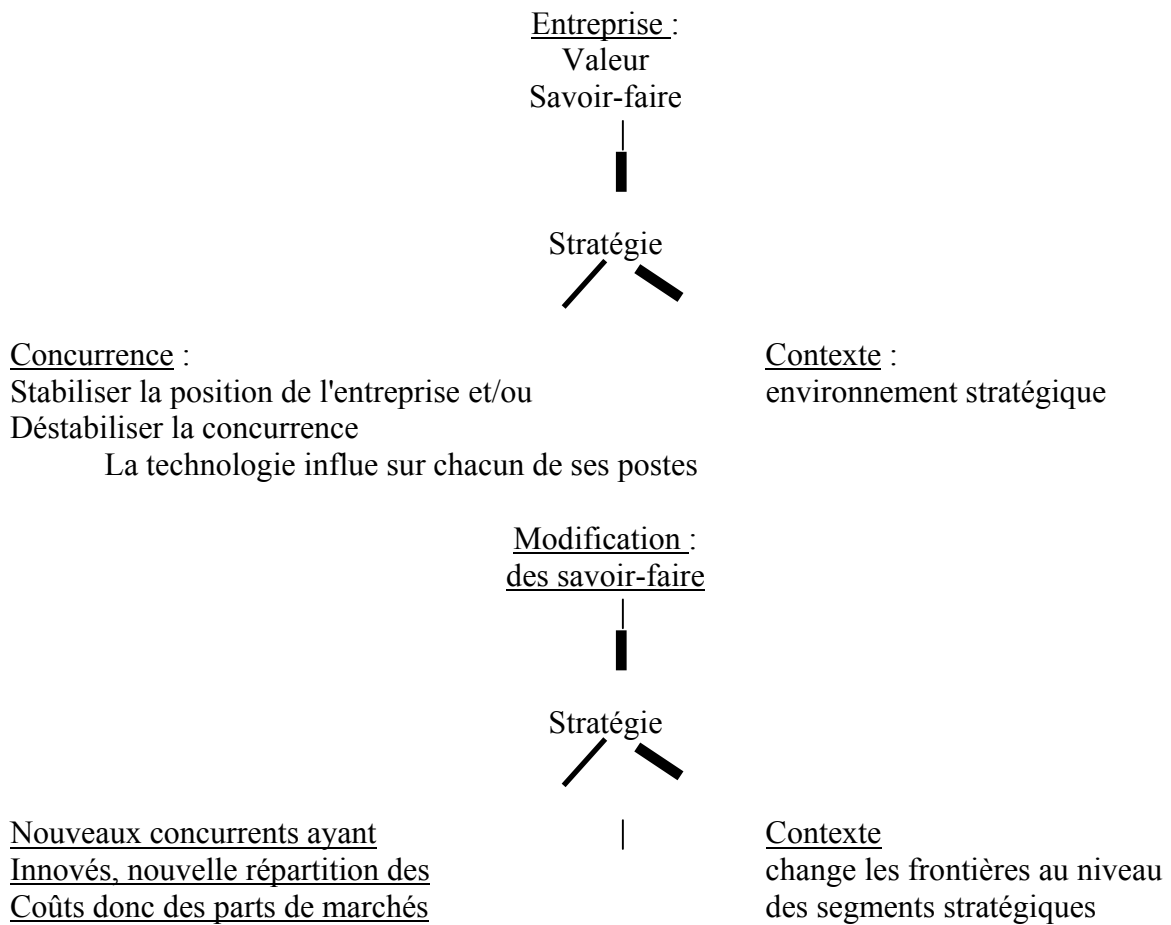 Entreprise :
Valeur
Savoir-faire
Stratégie
Concurrence :
Stabiliser la position de l'entreprise et/ou
Déstabiliser la concurrence
Contexte :
environnement stratégique
La technologie influe sur chacun de ses postes
Modification :
des savoir-faire
Stratégie
Nouveaux concurrents ayant
Innovés, nouvelle répartition des
Coûts donc des parts de marchés
Contexte
change les frontières au niveau
des segments stratégiques